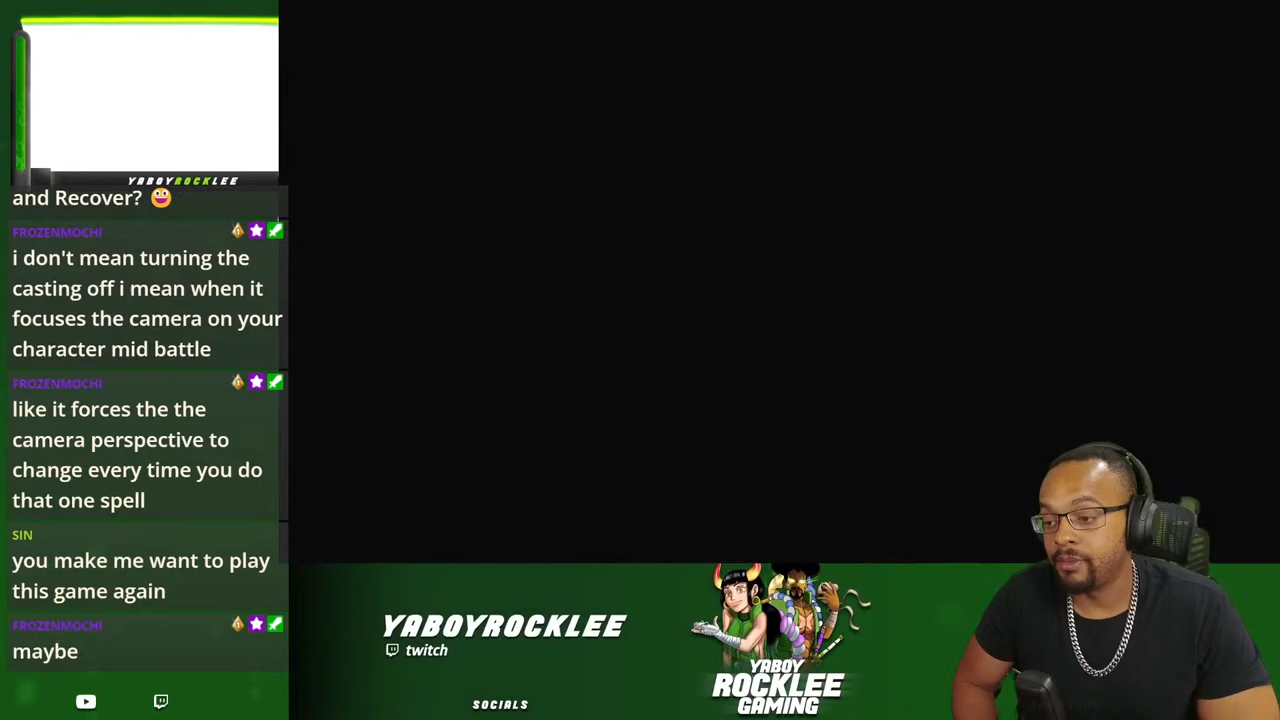 YABOYROCKLEE
and Recover? 😀
FROZENMOCHI
i don't mean turning the
casting off i mean when it
focuses the camera on your
character mid battle
FROZENMOCHI
like it forces the the
camera perspective to
change every time you do
that one spell
SIN
you make me want to play
this game again
FROZENMOCHI
maybe
YABOYROCKLEE
twitch
SOCIALS
YABOY
ROCKLEE
GAMING